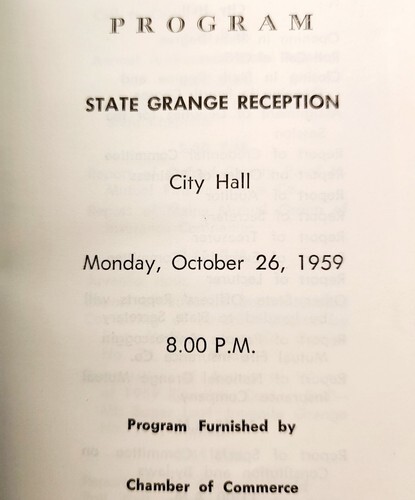 PROGRAM
STATE GRANGE RECEPTION
City Hall
Monday, October 26, 1959
8.00 P.M.
Program Furnished by
Chamber of Commerce